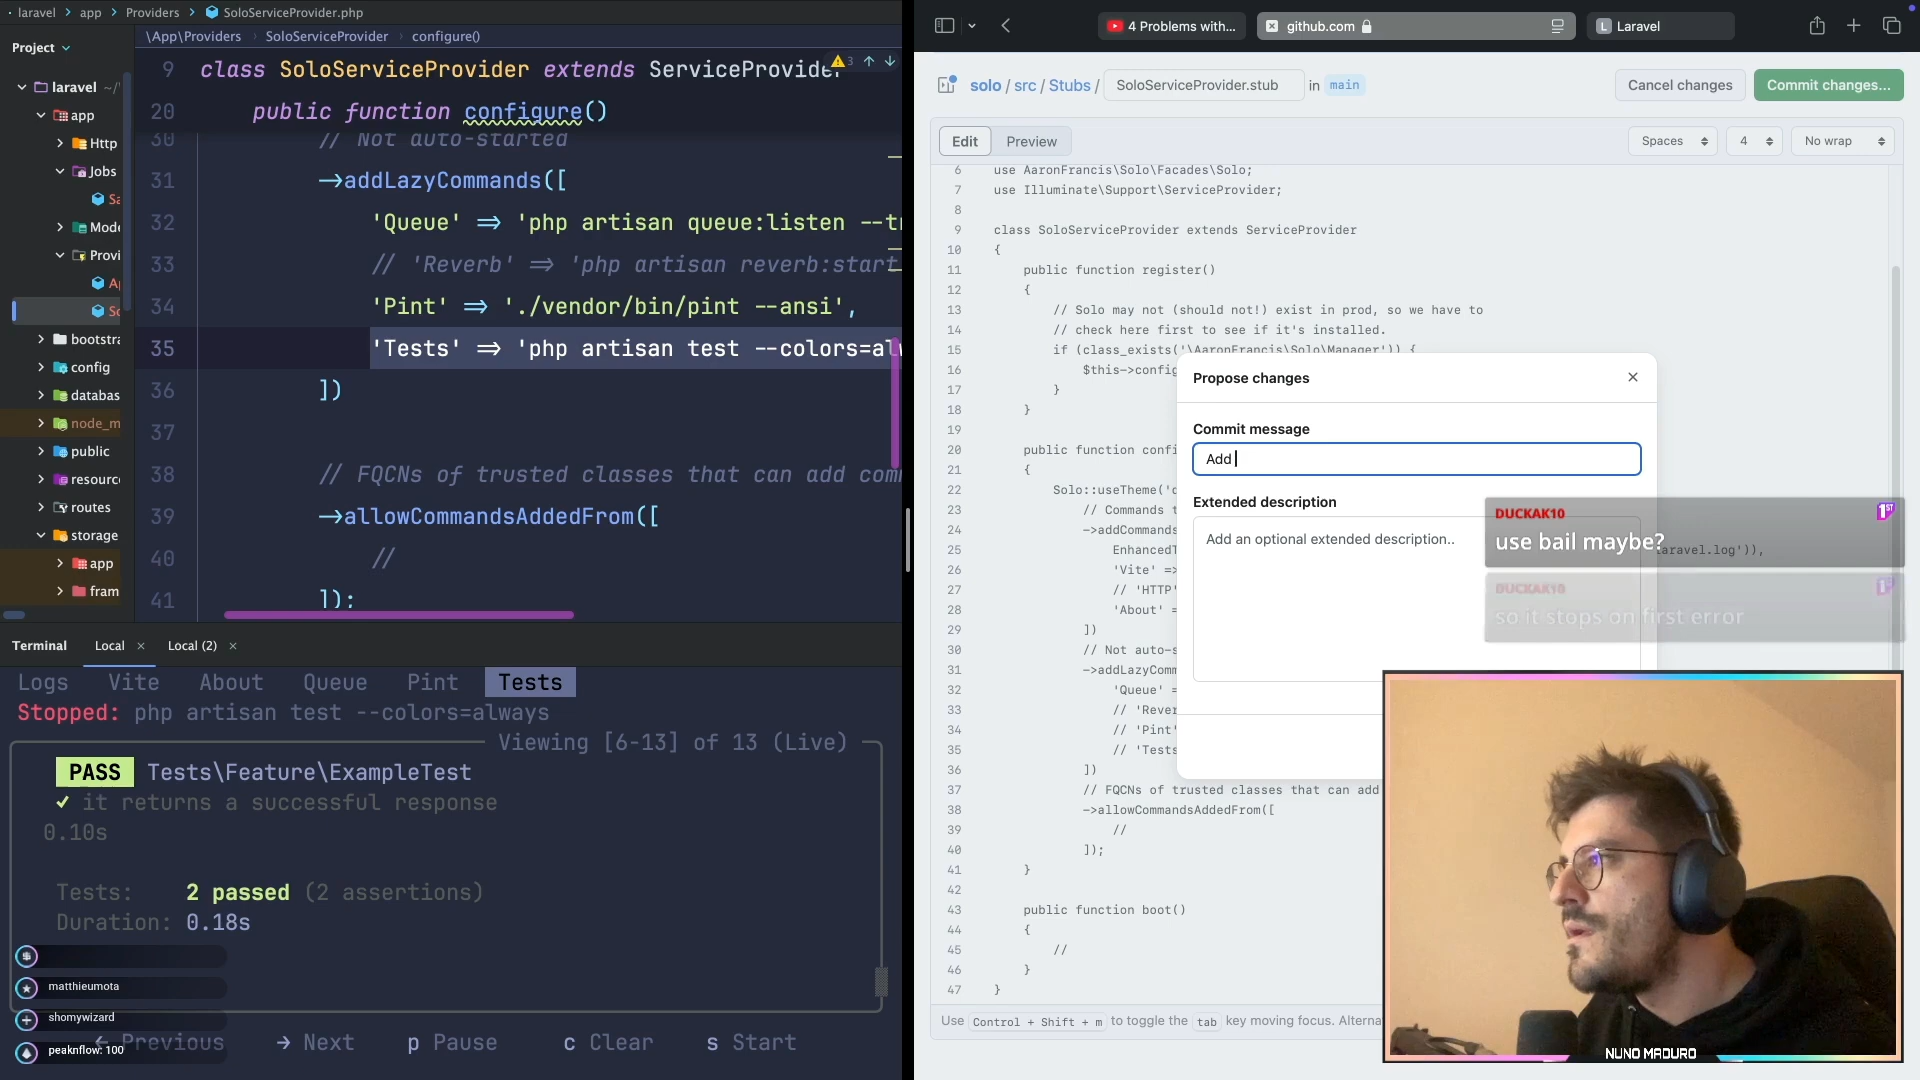 laravel > app > Providers > SoloServiceProvider.php
\App\Providers > SoloServiceProvider > configure()
Project
laravel ~/
app
Http
Jobs
Sa
Mode
Provi
Ap
So
bootstra
config
databas
node_m
public
resourc
routes
storage
app
fram
3
9 class SoloServiceProvider extends ServiceProvider
20 public function configure()
30 // Not auto-started
31 ->addLazyCommands([
32 'Queue' => 'php artisan queue:listen --tr
33 // 'Reverb' => 'php artisan reverb:start
34 'Pint' => './vendor/bin/pint --ansi',
35 'Tests' => 'php artisan test --colors=alw
36 ])
37
38 // FQCNs of trusted classes that can add com
39 ->allowCommandsAddedFrom([
40 //
41 ]);
Terminal Local × Local (2) ×
Logs Vite About Queue Pint Tests
Stopped: php artisan test --colors=always
Viewing [6-13] of 13 (Live)
PASS Tests\Feature\ExampleTest
✓ it returns a successful response
0.10s
Tests: 2 passed (2 assertions)
Duration: 0.18s
matthieumota
shomywizard
peaknflow: 100
← Previous → Next p Pause c Clear s Start
4 Problems with...
github.com
L Laravel
solo / src / Stubs / SoloServiceProvider.stub in main
Cancel changes
Commit changes...
Edit Preview
Spaces 4 No wrap
6 use AaronFrancis\Solo\Facades\Solo;
7 use Illuminate\Support\ServiceProvider;
8
9 class SoloServiceProvider extends ServiceProvider
10 {
11 public function register()
12 {
13 // Solo may not (should not!) exist in prod, so we have to
14 // check here first to see if it's installed.
15 if (class_exists('\AaronFrancis\Solo\Manager')) {
16 $this->config
17 }
18 }
19
20 public function confi
21 {
22 Solo::useTheme('d
23 // Commands t
24 ->addCommands
25 EnhancedT
aravel.log')),
26 'Vite' =>
27 // 'HTTP'
28 'About' =
29 ])
30 // Not auto-s
31 ->addLazyComm
32 'Queue' =
33 // 'Rever
34 // 'Pint'
35 // 'Tests
36 ])
37 // FQCNs of trusted classes that can add
38 ->allowCommandsAddedFrom([
39 //
40 ]);
41 }
42
43 public function boot()
44 {
45 //
46 }
47 }
Propose changes
×
Commit message
Add
Extended description
Add an optional extended description..
DUCKAK10
1ST
use bail maybe?
DUCKAK10
so it stops on first error
Use Control + Shift + m to toggle the tab key moving focus. Alterna
NUNO MADURO